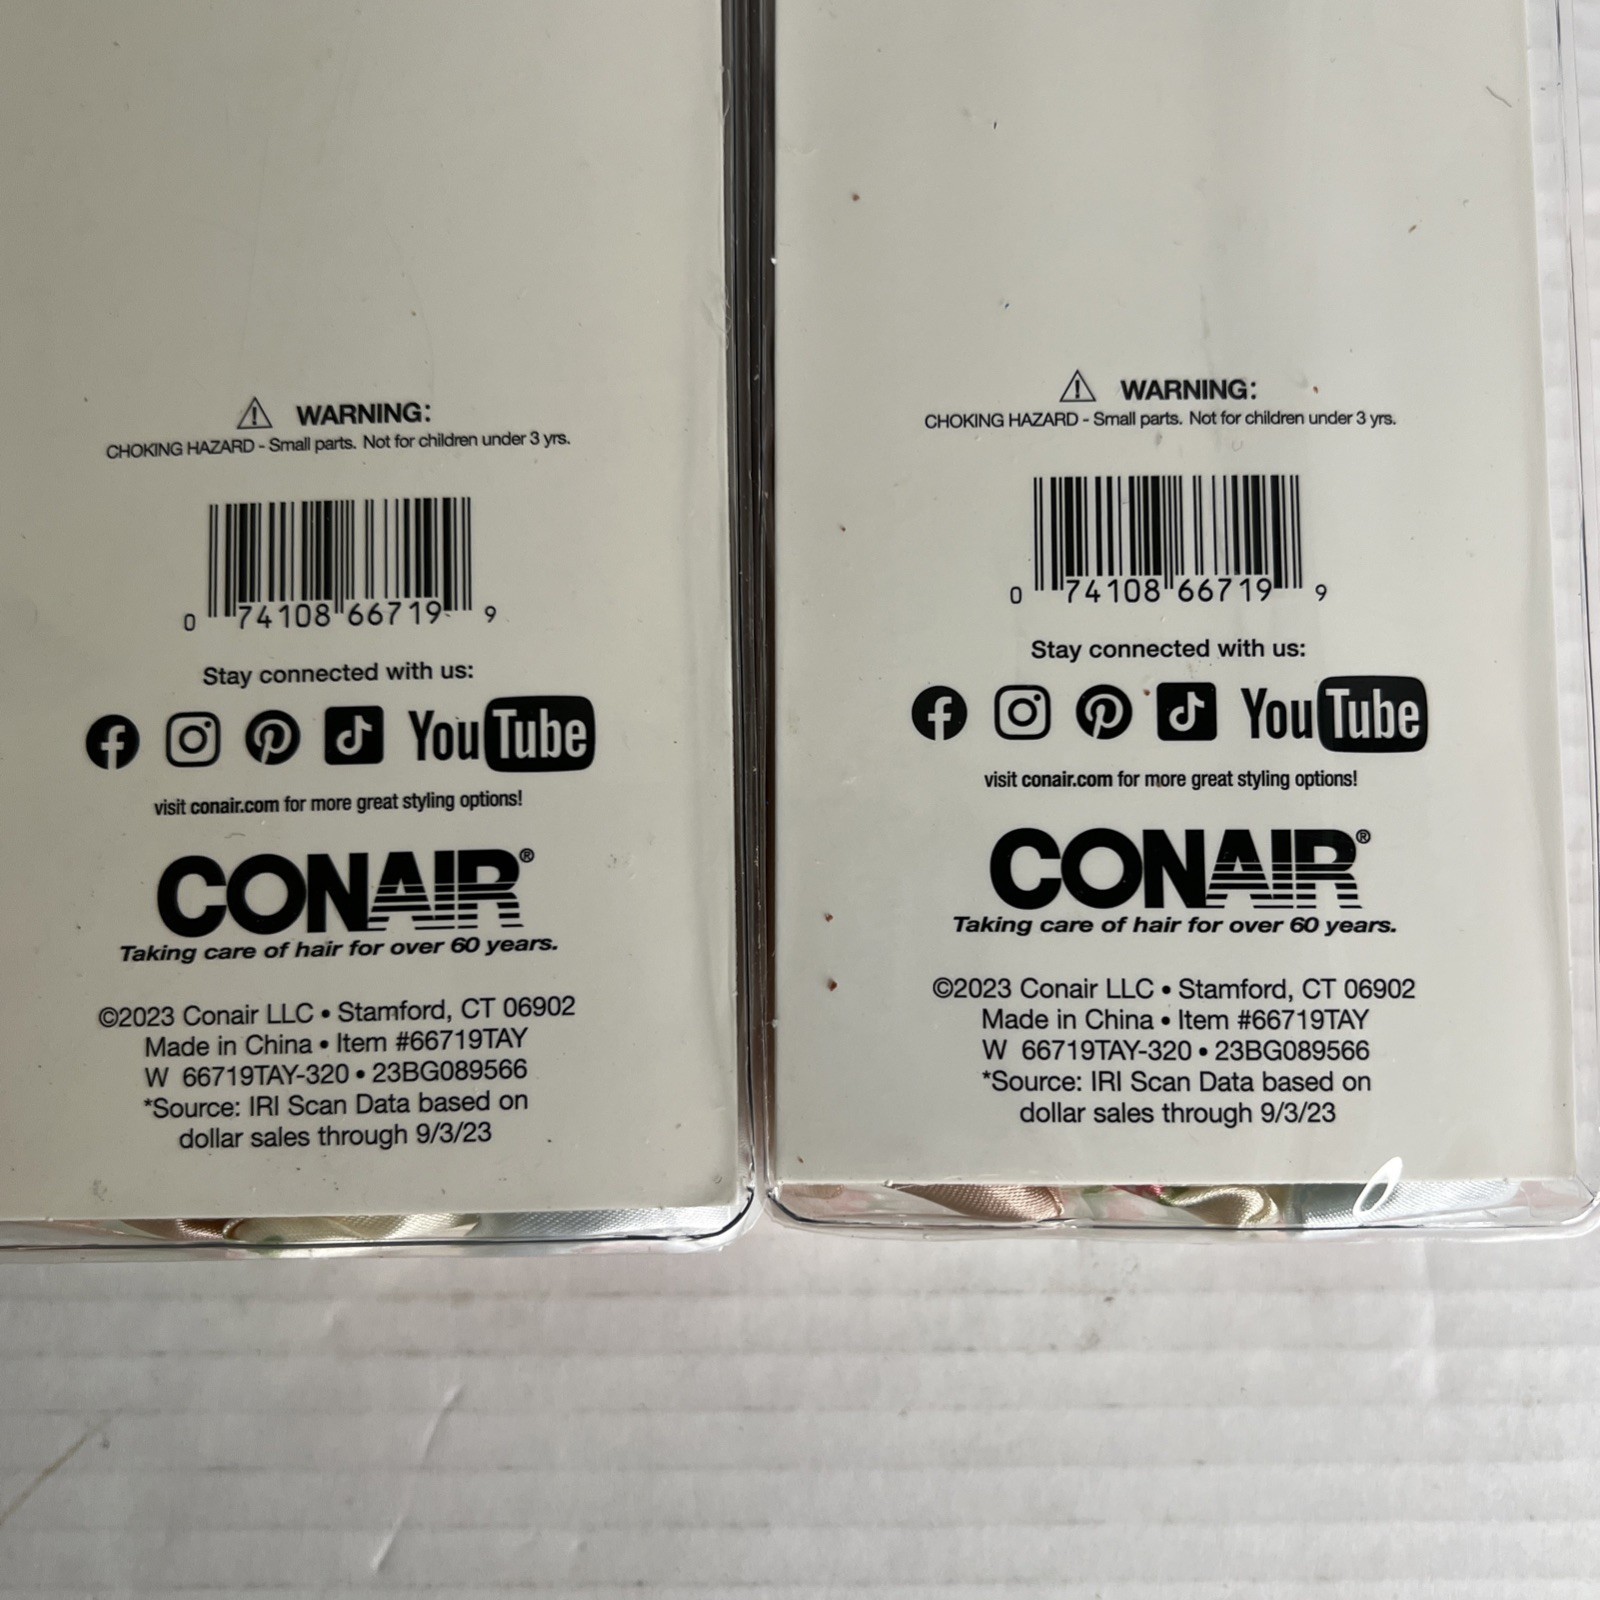 WARNING:
CHOKING HAZARD - Small parts. Not for children under 3 yrs.
0 74108 66719 9
Stay connected with us:
YouTube
visit conair.com for more great styling options!
CONAIR®
Taking care of hair for over 60 years.
©2023 Conair LLC • Stamford, CT 06902
Made in China • Item #66719TAY
W 66719TAY-320 • 23BG089566
*Source: IRI Scan Data based on
dollar sales through 9/3/23
WARNING:
CHOKING HAZARD - Small parts. Not for children under 3 yrs.
0 74108 66719 9
Stay connected with us:
YouTube
visit conair.com for more great styling options!
CONAIR®
Taking care of hair for over 60 years.
©2023 Conair LLC • Stamford, CT 06902
Made in China • Item #66719TAY
W 66719TAY-320 • 23BG089566
*Source: IRI Scan Data based on
dollar sales through 9/3/23